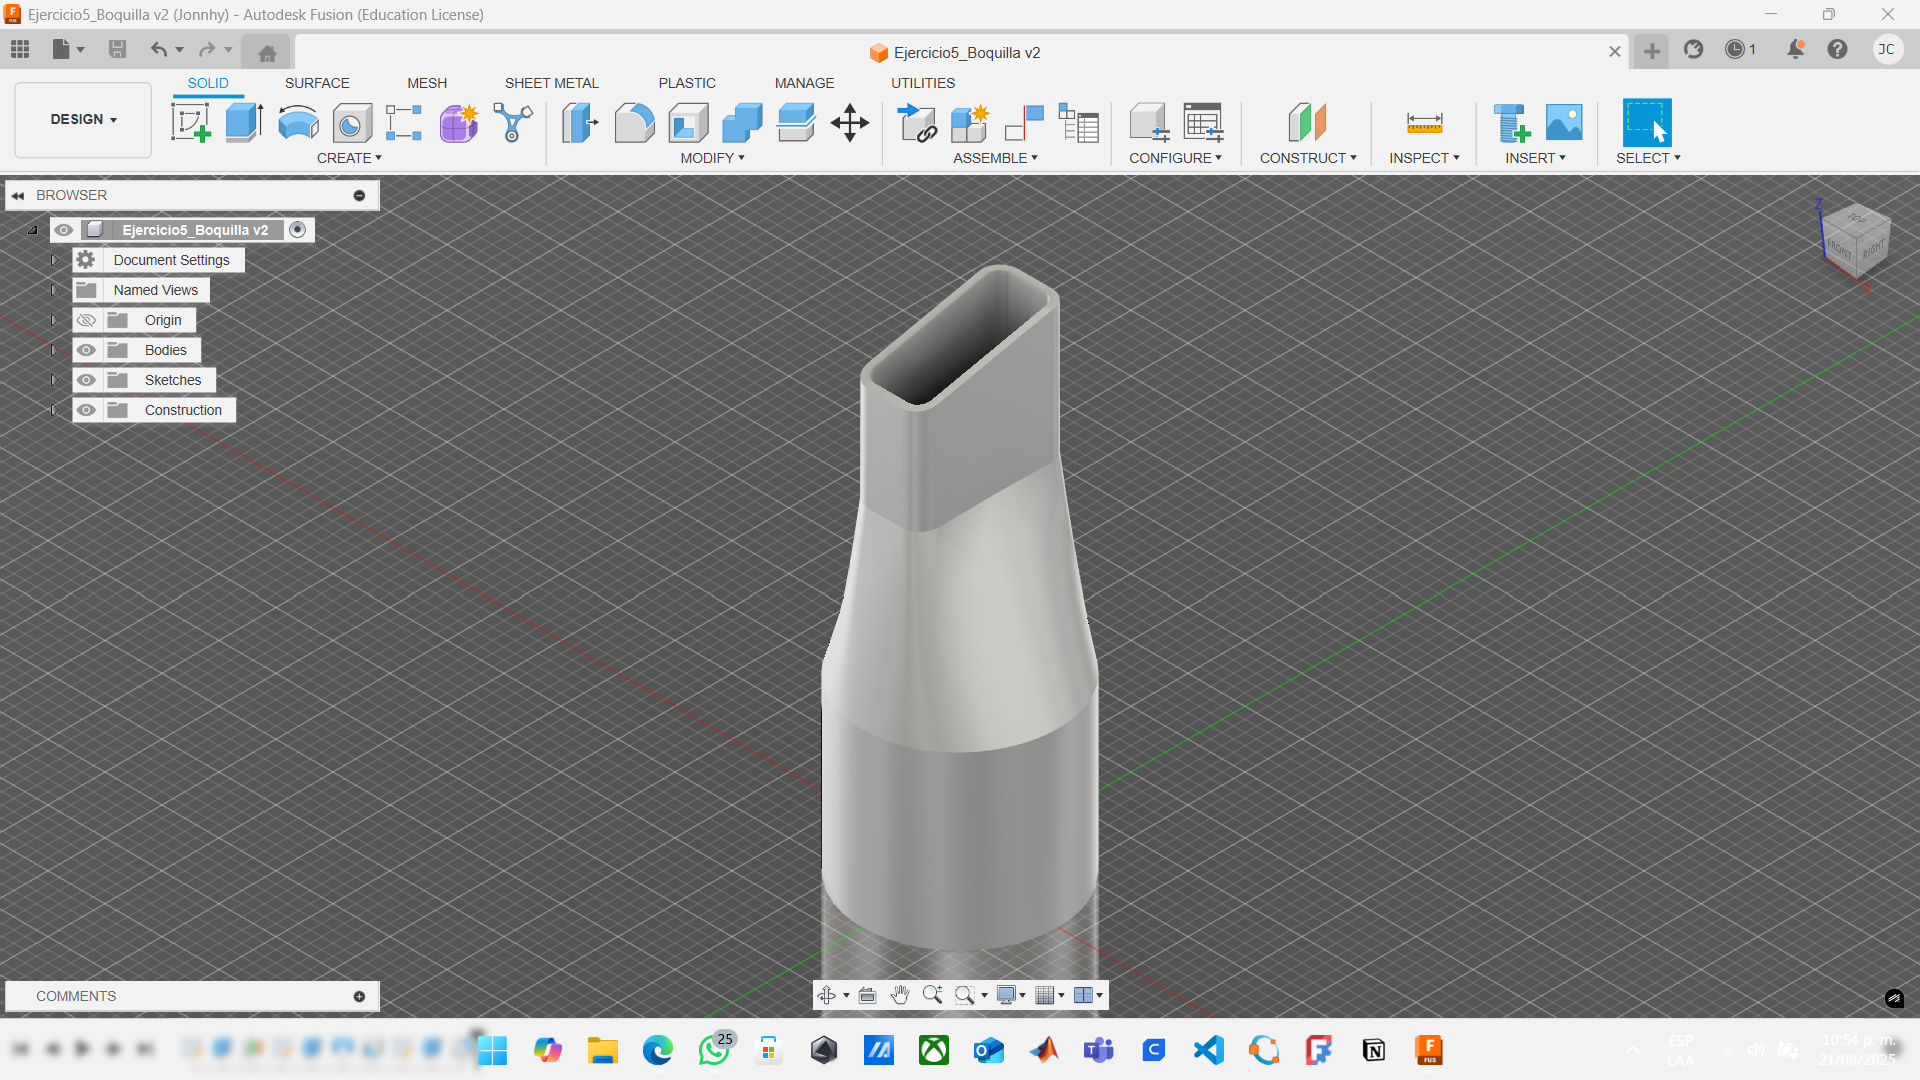 Ejercicio5_Boquilla v2 (Jonnhy) - Autodesk Fusion (Education License)
Ejercicio5_Boquilla v2
1
JC
DESIGN
SOLID
SURFACE
MESH
SHEET METAL
PLASTIC
MANAGE
UTILITIES
CREATE
MODIFY
ASSEMBLE
CONFIGURE
CONSTRUCT
INSPECT
INSERT
SELECT
BROWSER
Ejercicio5_Boquilla v2
Document Settings
Named Views
Origin
Bodies
Sketches
Construction
Z
TOP
FRONT
RIGHT
X
COMMENTS
25
F
FUS
ESP
LAA
10:54 p. m.
21/08/2025